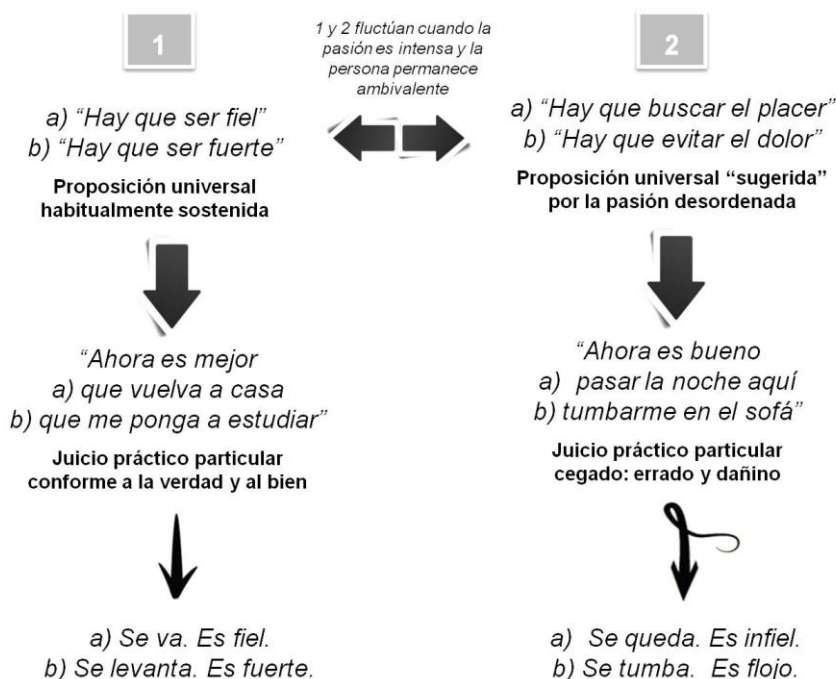 1
a) “Hay que ser fiel”
b) “Hay que ser fuerte”
Proposición universal
habitualmente sostenida
“Ahora es mejor
a) que vuelva a casa
b) que me ponga a estudiar”
Juicio práctico particular
conforme a la verdad y al bien
a) Se va. Es fiel.
b) Se levanta. Es fuerte.
1 y 2 fluctúan cuando la
pasión es intensa y la
persona permanece
ambivalente
2
a) “Hay que buscar el placer”
b) “Hay que evitar el dolor”
Proposición universal “sugerida”
por la pasión desordenada
“Ahora es bueno
a) pasar la noche aquí
b) tumbarme en el sofá”
Juicio práctico particular
cegado: errado y dañino
a) Se queda. Es infiel.
b) Se tumba. Es flojo.